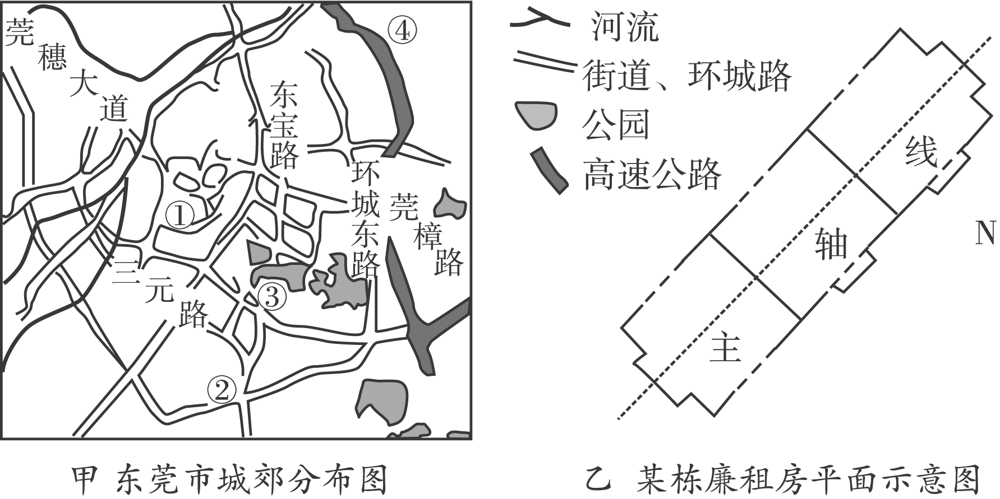 莞穗大道
④
东宝路
环城东路
莞樟路
①
三元路
③
②
甲 东莞市城郊分布图
河流
街道、环城路
公园
高速公路
主轴线
N
乙 某栋廉租房平面示意图